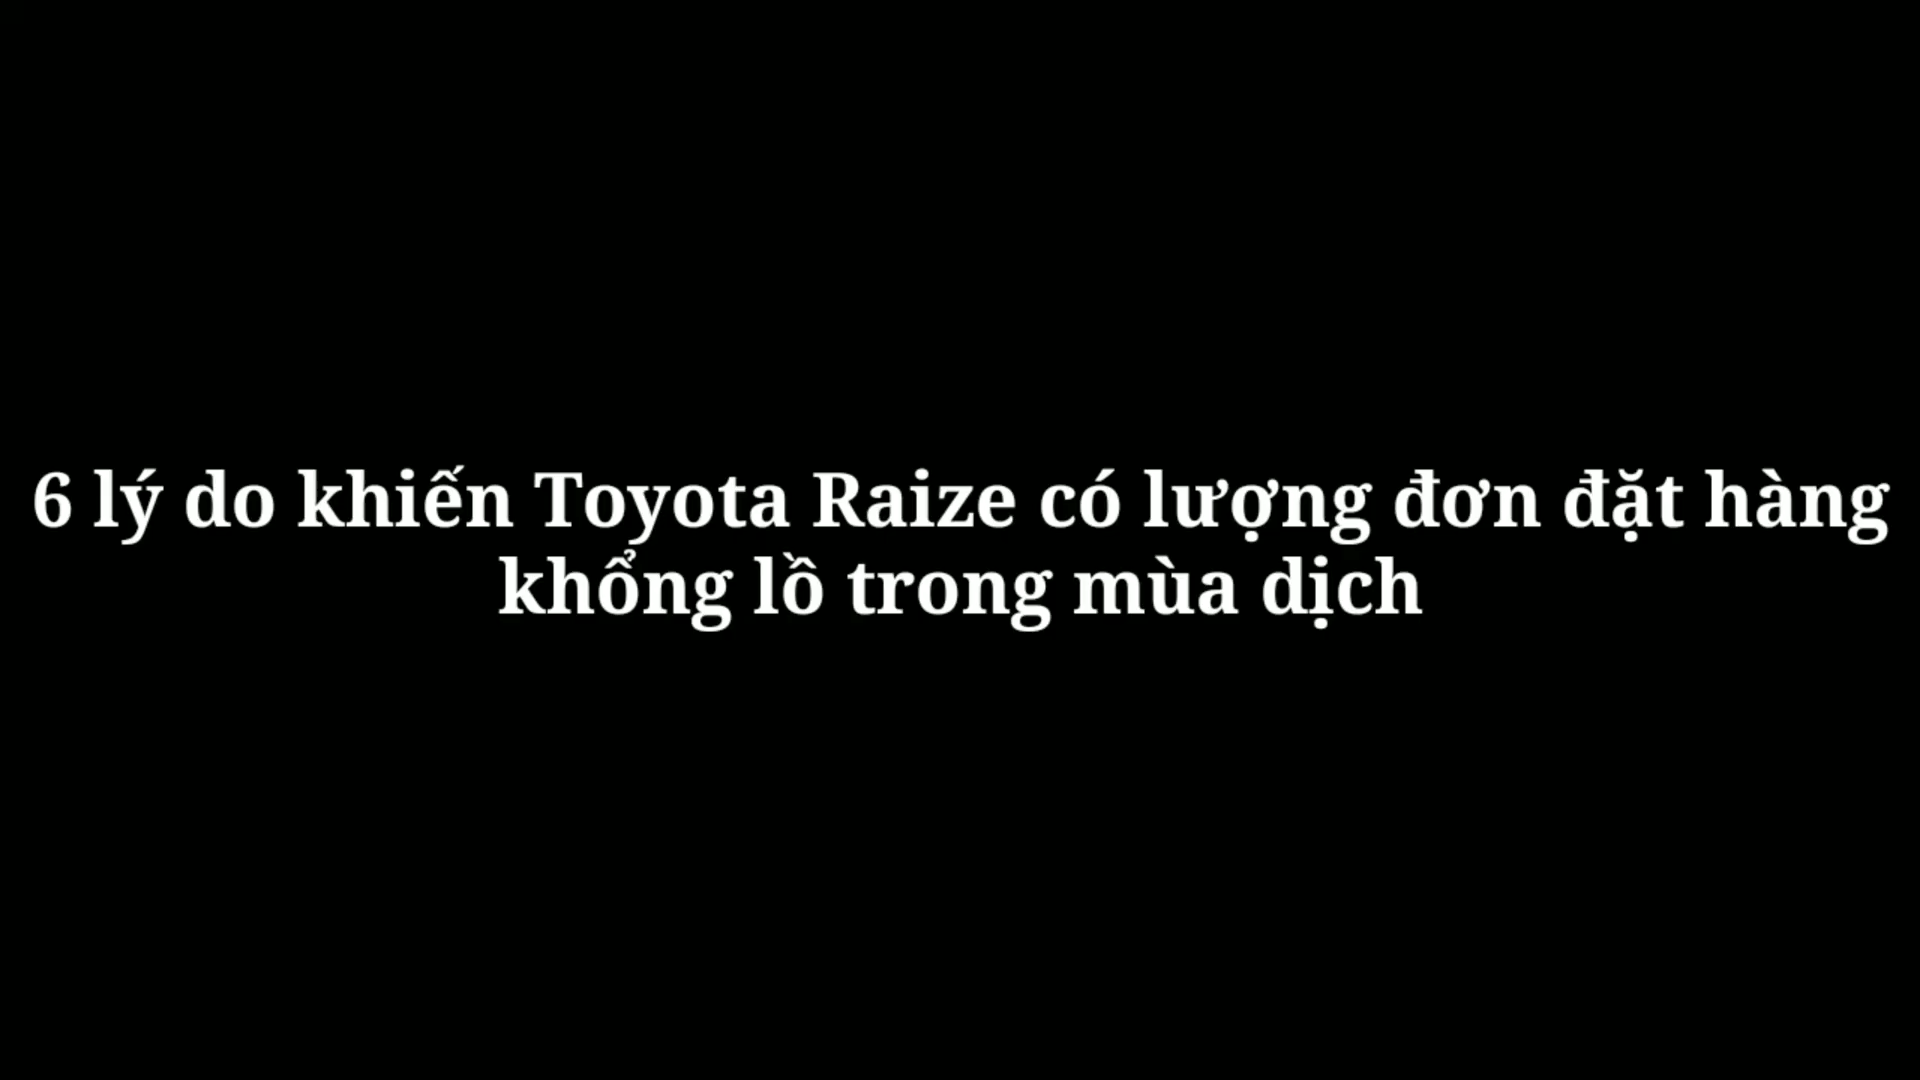 6 lý do khiến Toyota Raize có lượng đơn đặt hàng
khổng lồ trong mùa dịch